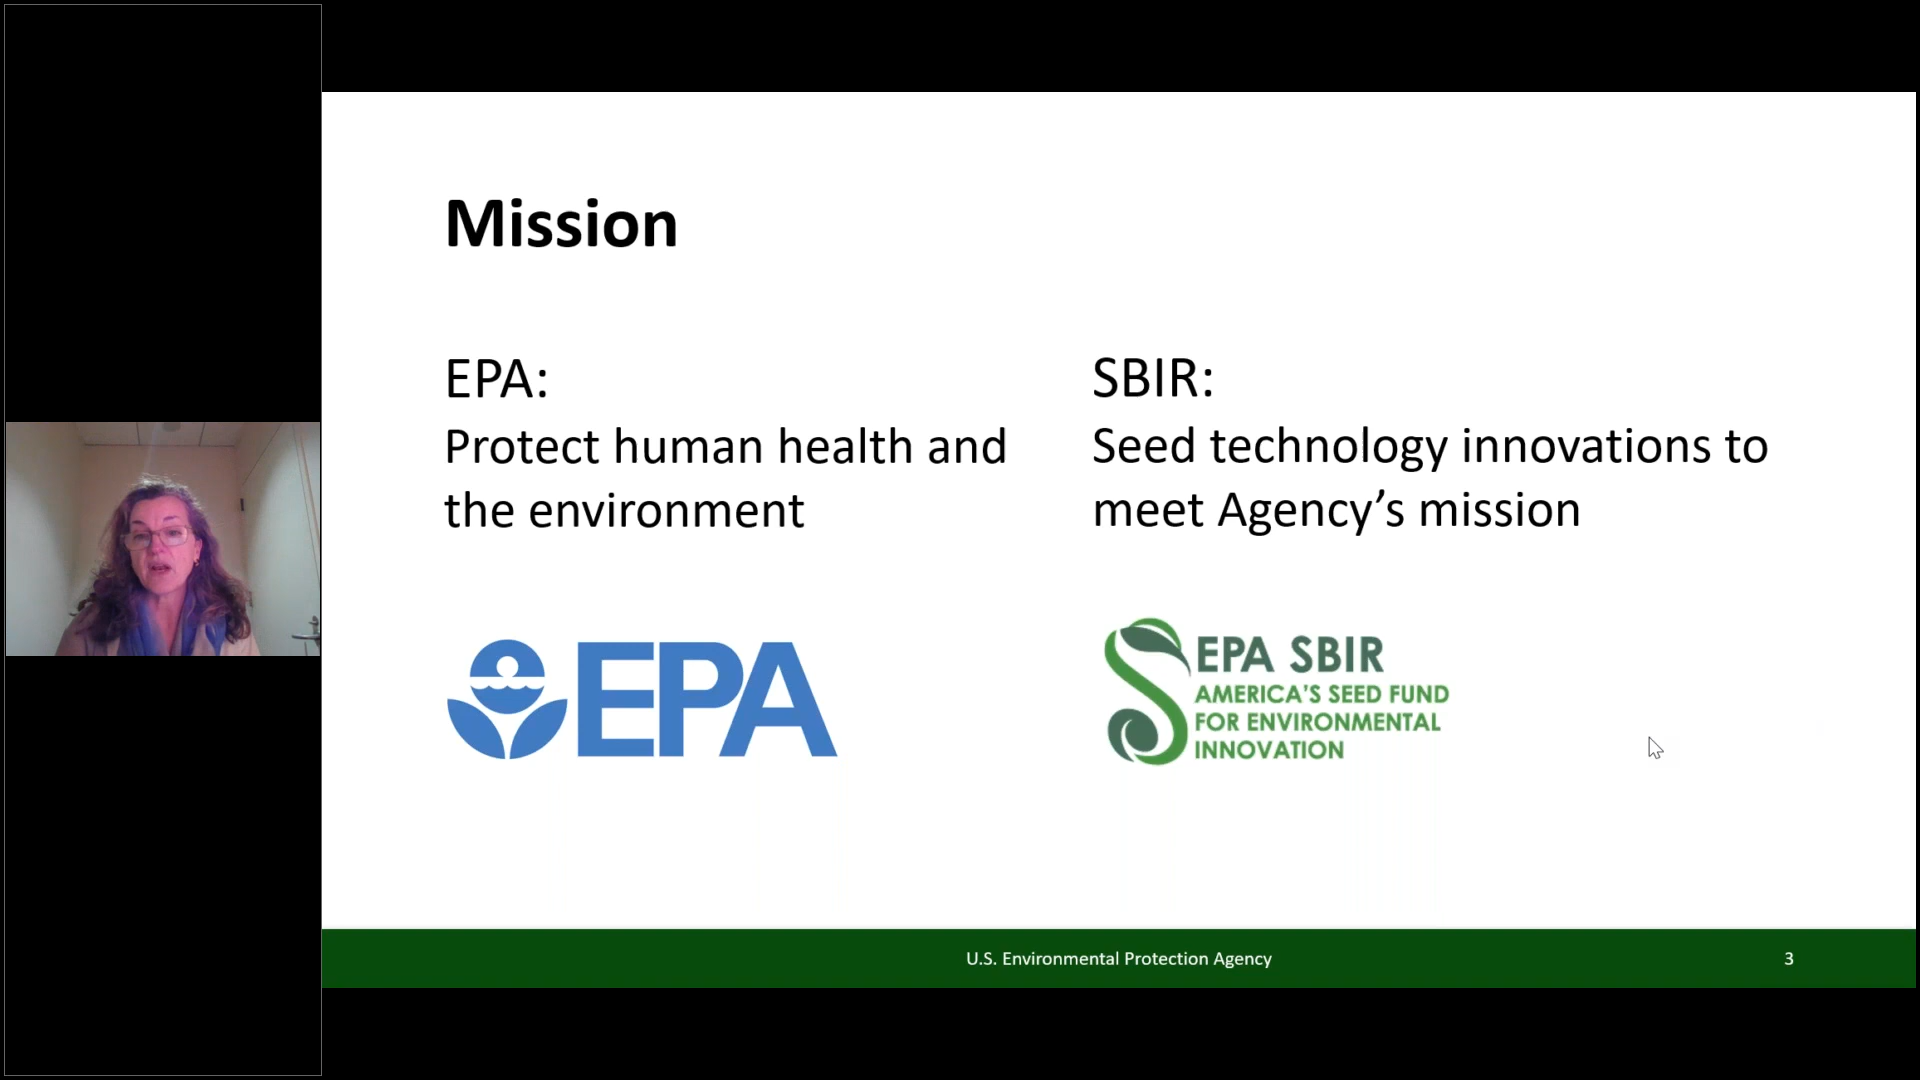 Mission
EPA:
Protect human health and
the environment
SBIR:
Seed technology innovations to
meet Agency’s mission
EPA
EPA SBIR
AMERICA’S SEED FUND
FOR ENVIRONMENTAL
INNOVATION
U.S. Environmental Protection Agency
3